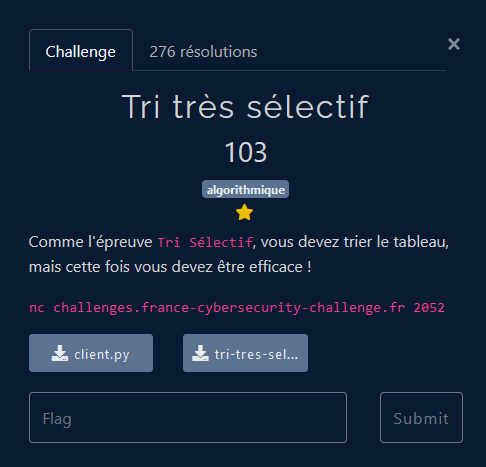 Challenge
276 résolutions
×
Tri très sélectif
103
algorithmique
Comme l'épreuve Tri Sélectif, vous devez trier le tableau,
mais cette fois vous devez être efficace !
nc challenges.france-cybersecurity-challenge.fr 2052
client.py
tri-tres-sel...
Flag
Submit